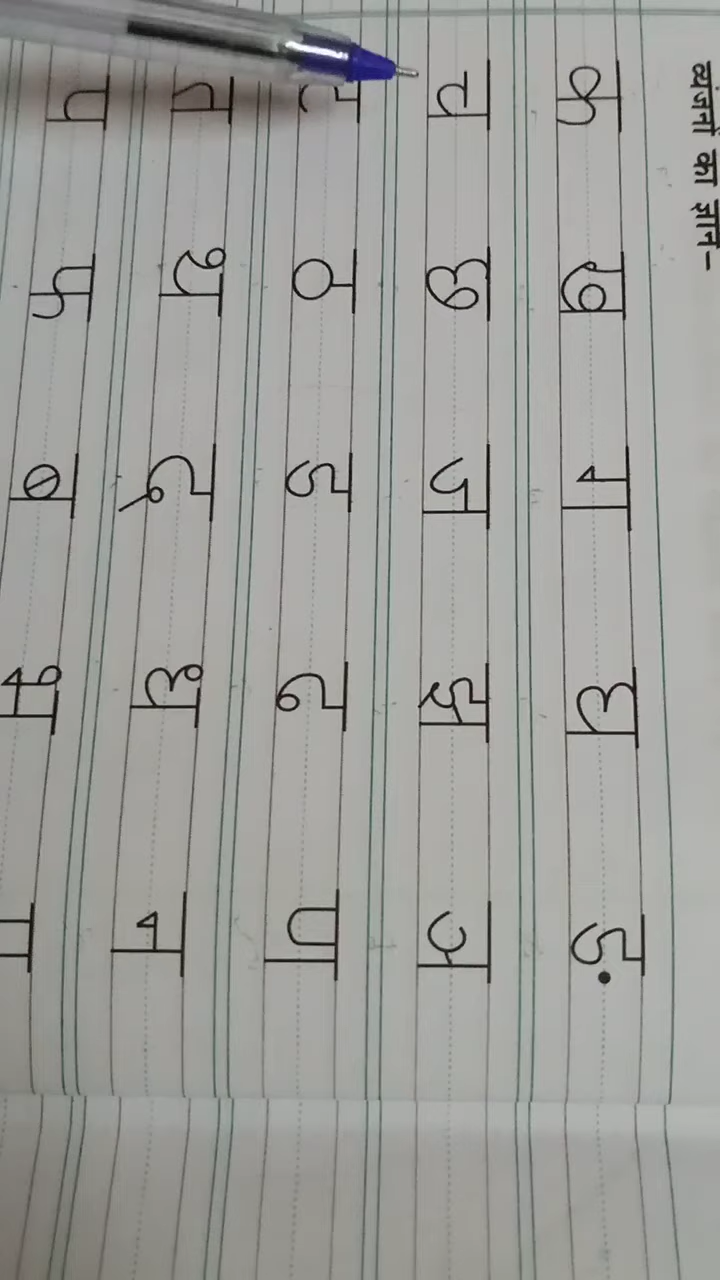 व्यंजनों का ज्ञान–
क ख ग घ ङ
च छ ज झ ञ
ट ठ ड ढ ण
त थ द ध न
प फ ब भ म